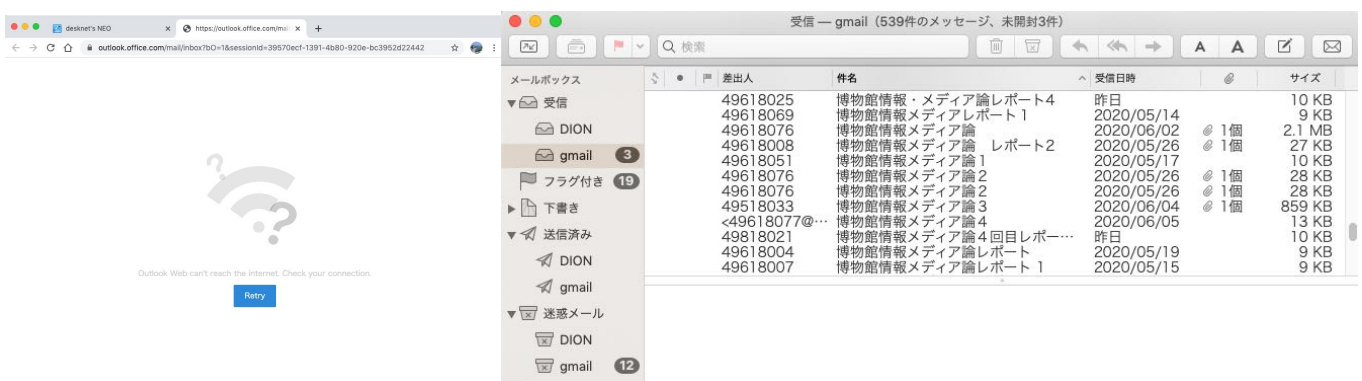 desknet's NEO
https://outlook.office.com/mai
outlook.office.com/mail/inbox?bO=1&sessionId=39570ecf-1391-4b80-920e-bc3952d22442
Outlook Web can't reach the internet. Check your connection.
Retry
受信 — gmail（539件のメッセージ、未開封3件）
検索
メールボックス
受信
DION
gmail 3
フラグ付き 19
下書き
送信済み
DION
gmail
迷惑メール
DION
gmail 12
差出人 件名 受信日時 サイズ
49618025 博物館情報・メディア論レポート4 昨日 10 KB
49618069 博物館情報メディアレポート1 2020/05/14 9 KB
49618076 博物館情報メディア論 2020/06/02 1個 2.1 MB
49618008 博物館情報メディア論　レポート2 2020/05/26 1個 27 KB
49618051 博物館情報メディア論1 2020/05/17 10 KB
49618076 博物館情報メディア論2 2020/05/26 1個 28 KB
49618076 博物館情報メディア論2 2020/05/26 1個 28 KB
49518033 博物館情報メディア論3 2020/06/04 1個 859 KB
<49618077@… 博物館情報メディア論4 2020/06/05 13 KB
49818021 博物館情報メディア論4回目レポー… 昨日 10 KB
49618004 博物館情報メディア論レポート 2020/05/19 9 KB
49618007 博物館情報メディア論レポート 1 2020/05/15 9 KB